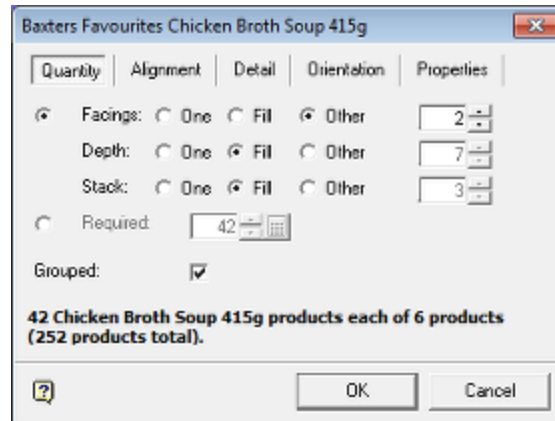 Baxters Favourites Chicken Broth Soup 415g
Quantity Alignment Detail Orientation Properties
Facings: One Fill Other 2
Depth: One Fill Other 7
Stack: One Fill Other 3
Required: 42
Grouped:
42 Chicken Broth Soup 415g products each of 6 products
(252 products total).
OK Cancel